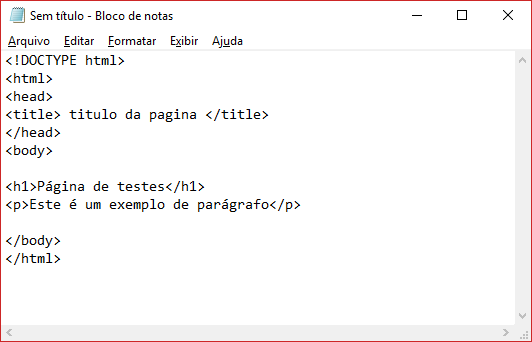 Sem título - Bloco de notas
Arquivo Editar Formatar Exibir Ajuda
<!DOCTYPE html>
<html>
<head>
<title> titulo da pagina </title>
</head>
<body>
<h1>Página de testes</h1>
<p>Este é um exemplo de parágrafo</p>
</body>
</html>